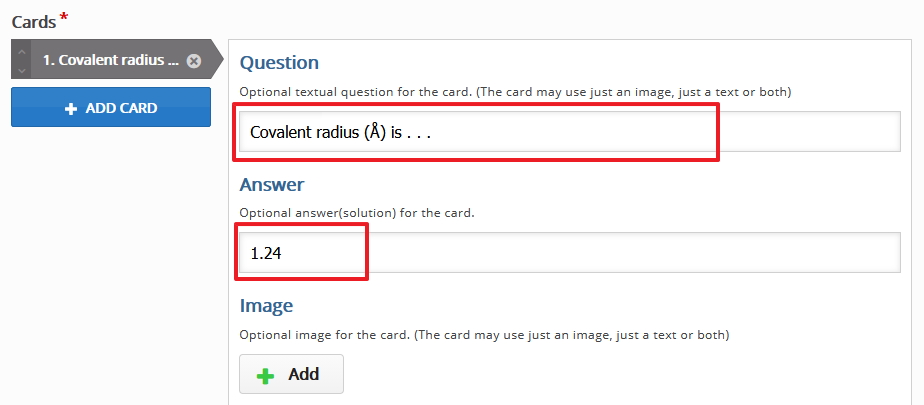 Cards *
1. Covalent radius ...
ADD CARD
Question
Optional textual question for the card. (The card may use just an image, just a text or both)
Covalent radius (Å) is . . .
Answer
Optional answer(solution) for the card.
1.24
Image
Optional image for the card. (The card may use just an image, just a text or both)
Add